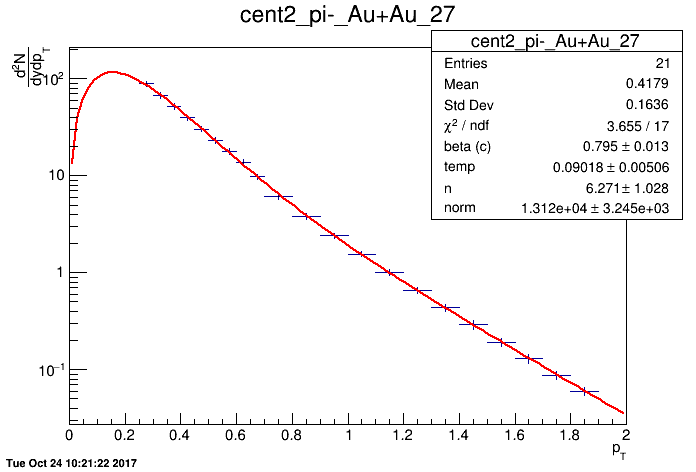 cent2_pi-_Au+Au_27
cent2_pi-_Au+Au_27
Entries 21
Mean 0.4179
Std Dev 0.1636
χ² / ndf 3.655 / 17
beta (c) 0.795 ± 0.013
temp 0.09018 ± 0.00506
n 6.271 ± 1.028
norm 1.312e+04 ± 3.245e+03
d²N
dydp_T
10²
10
1
10⁻¹
0 0.2 0.4 0.6 0.8 1 1.2 1.4 1.6 1.8 2
p_T
Tue Oct 24 10:21:22 2017